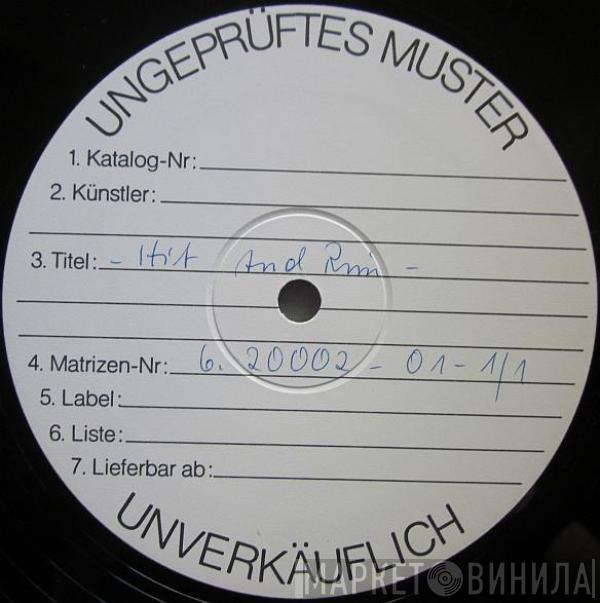 UNGEPRÜFTES MUSTER
1. Katalog-Nr:
2. Künstler:
3. Titel: - Hit And Run -
4. Matrizen-Nr: 6. 20002 - 01 - 1/1
5. Label:
6. Liste:
7. Lieferbar ab:
UNVERKÄUFLICH
МАРКЕТ ВИНИЛА